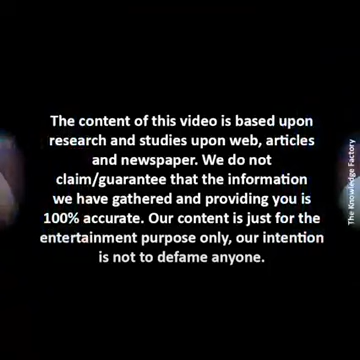 The content of this video is based upon
research and studies upon web, articles
and newspaper. We do not
claim/guarantee that the information
we have gathered and providing you is
100% accurate. Our content is just for the
entertainment purpose only, our intention
is not to defame anyone.
The Knowledge Factory